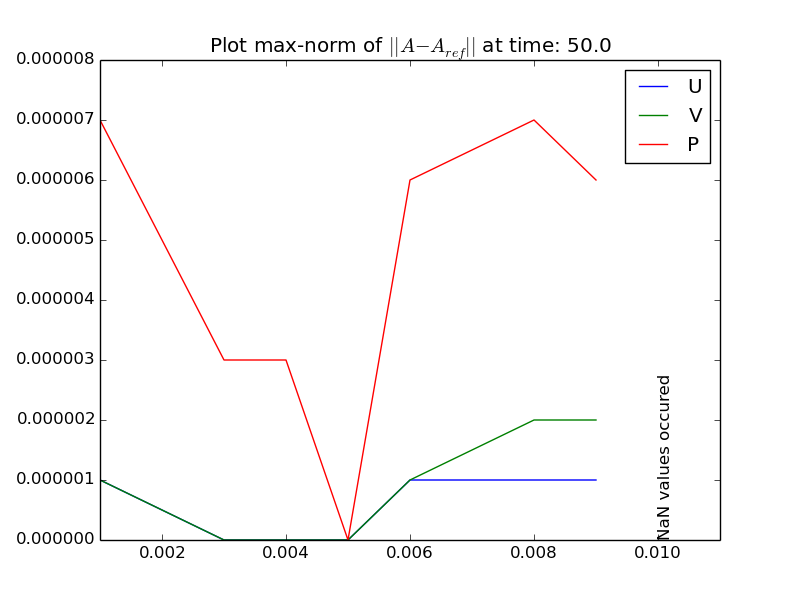 Plot max-norm of ||A−A_ref|| at time: 50.0
0.000008
0.000007
0.000006
0.000005
0.000004
0.000003
0.000002
0.000001
0.000000
U
V
P
NaN values occured
0.002 0.004 0.006 0.008 0.010